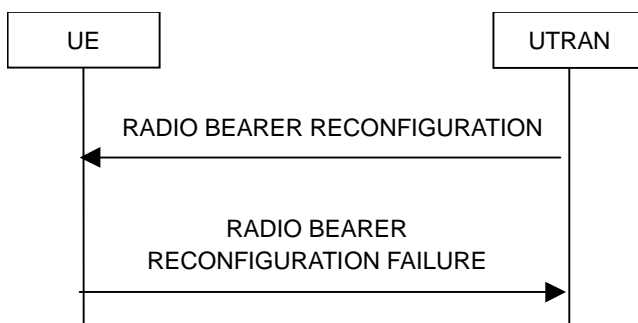 UE
UTRAN
RADIO BEARER RECONFIGURATION
RADIO BEARER
RECONFIGURATION FAILURE